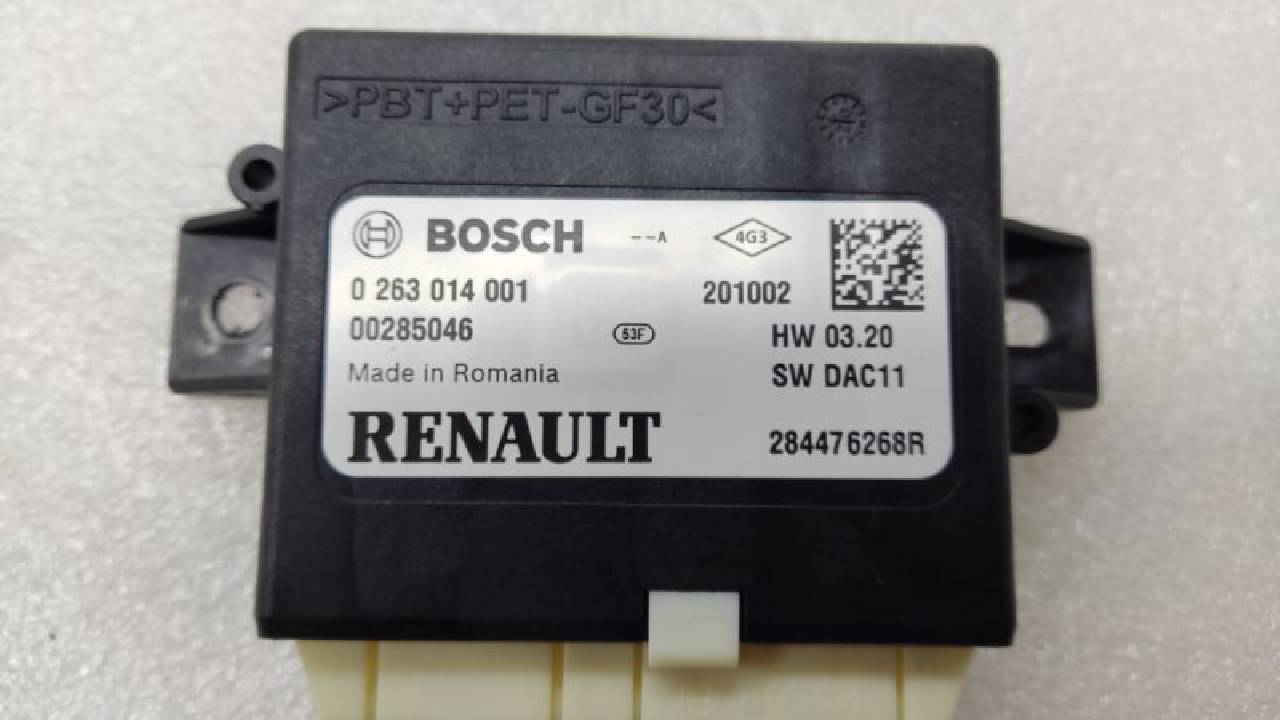 >PBT+PET-GF30<
BOSCH --A 4G3
0 263 014 001 201002
00285046 53F HW 03.20
Made in Romania SW DAC11
RENAULT 284476268R